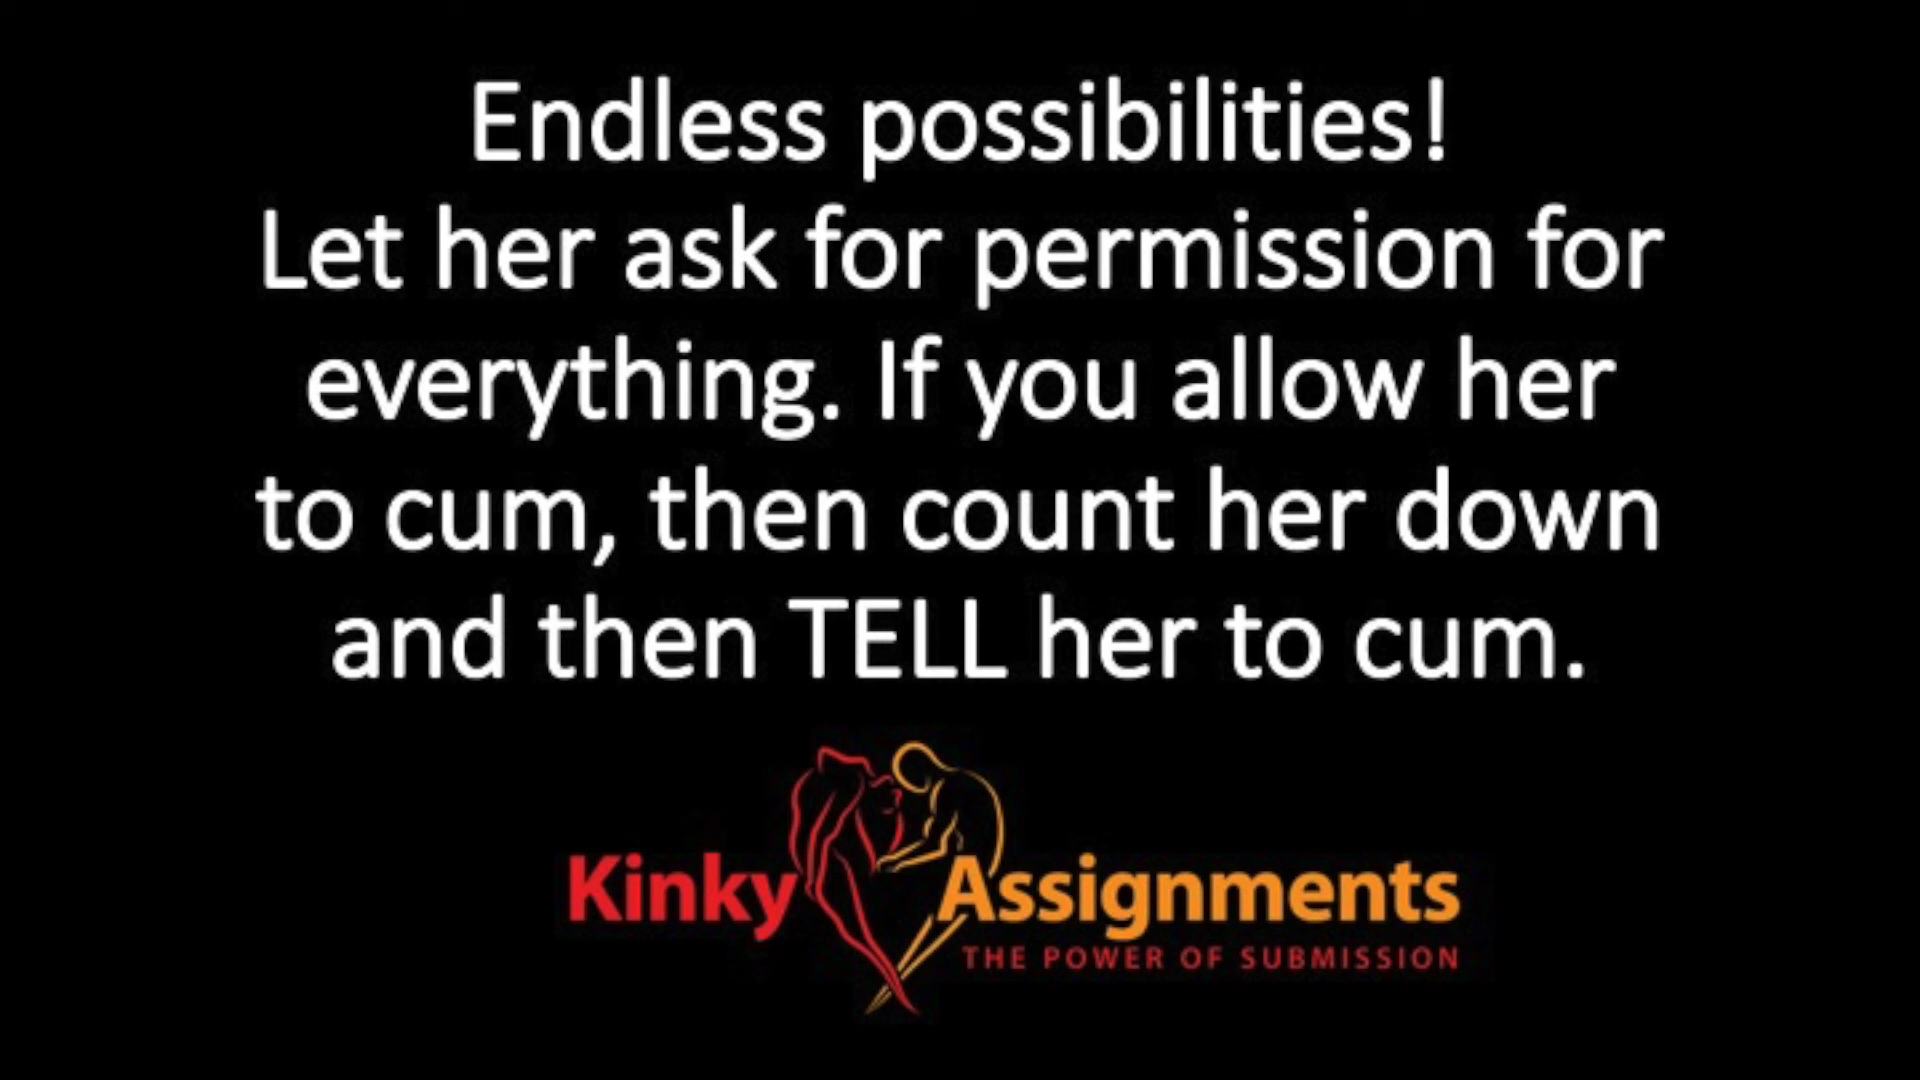 Endless possibilities!
Let her ask for permission for
everything. If you allow her
to cum, then count her down
and then TELL her to cum.
Kinky Assignments
THE POWER OF SUBMISSION